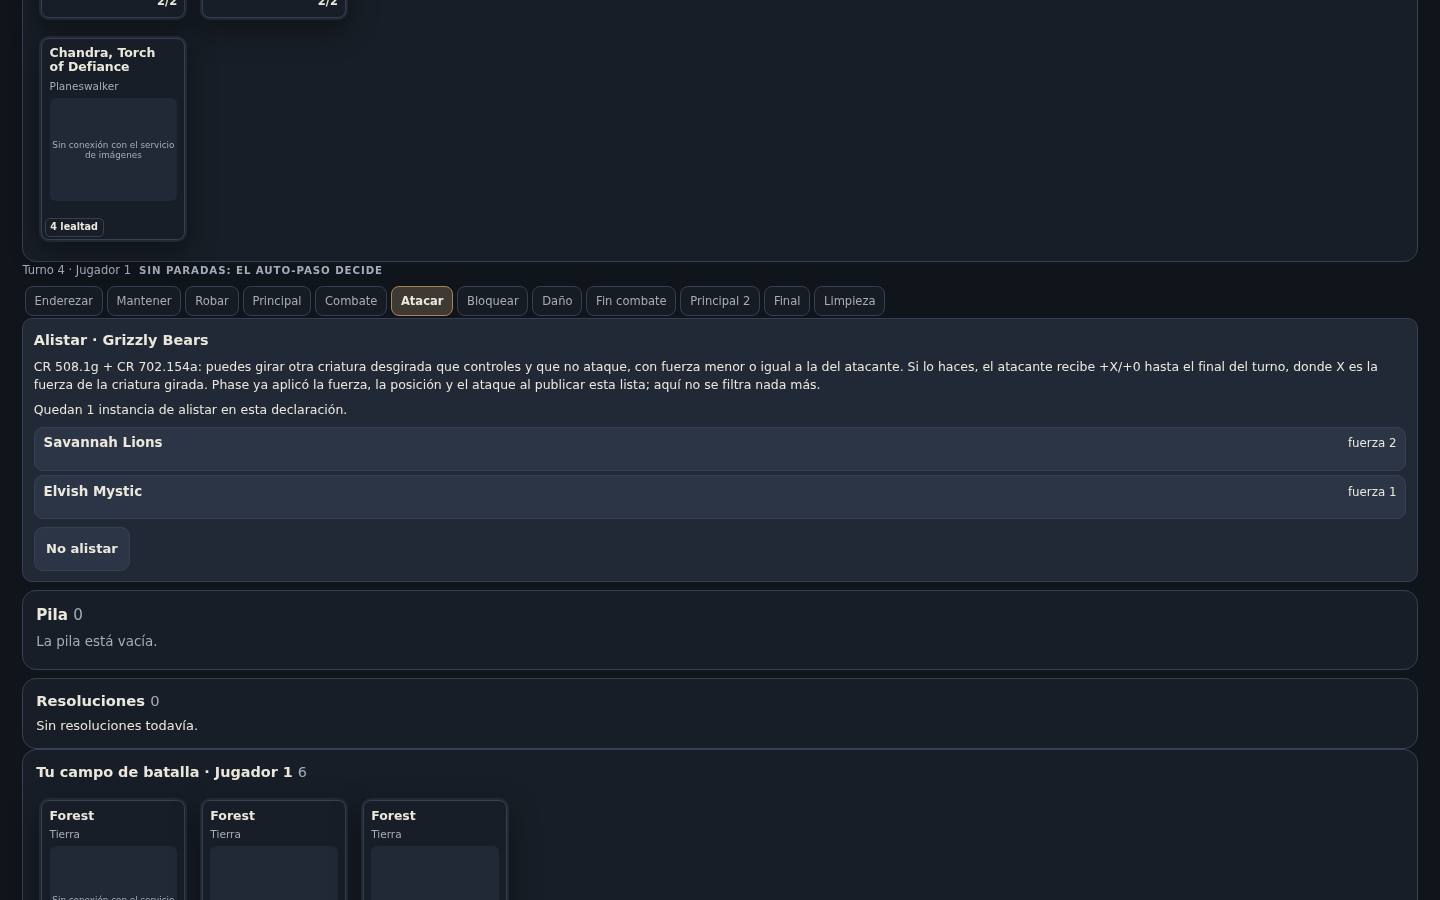 2/2
2/2
Chandra, Torch
of Defiance
Planeswalker
Sin conexión con el servicio
de imágenes
4 lealtad
Turno 4 · Jugador 1 SIN PARADAS: EL AUTO-PASO DECIDE
Enderezar Mantener Robar Principal Combate Atacar Bloquear Daño Fin combate Principal 2 Final Limpieza
Alistar · Grizzly Bears
CR 508.1g + CR 702.154a: puedes girar otra criatura desgirada que controles y que no ataque, con fuerza menor o igual a la del atacante. Si lo haces, el atacante recibe +X/+0 hasta el final del turno, donde X es la
fuerza de la criatura girada. Phase ya aplicó la fuerza, la posición y el ataque al publicar esta lista; aquí no se filtra nada más.
Quedan 1 instancia de alistar en esta declaración.
Savannah Lions fuerza 2
Elvish Mystic fuerza 1
No alistar
Pila 0
La pila está vacía.
Resoluciones 0
Sin resoluciones todavía.
Tu campo de batalla · Jugador 1 6
Forest Forest Forest
Tierra Tierra Tierra
Sin conexión con el servicio